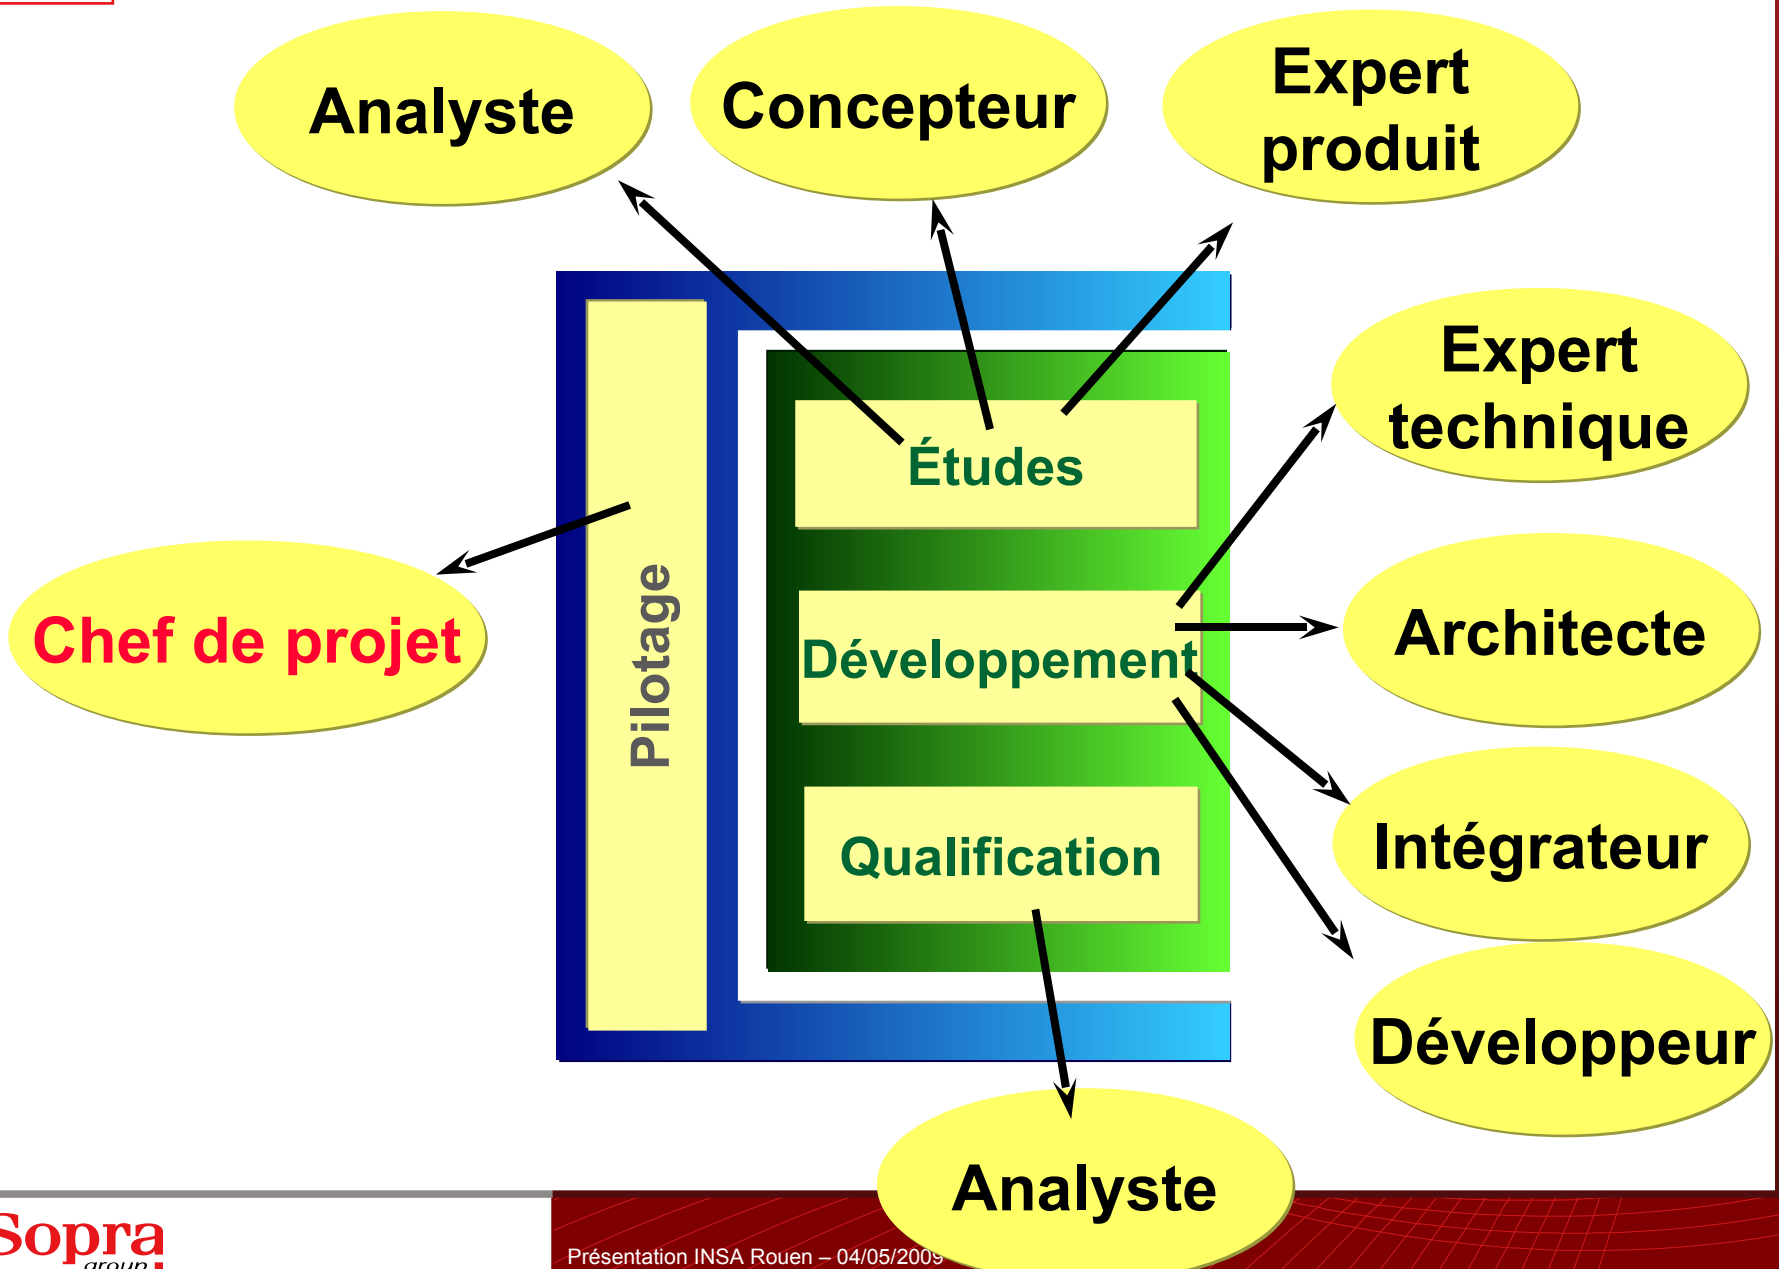 Analyste
Concepteur
Expert
produit
Expert
technique
Études
Chef de projet
Pilotage
Développement
Architecte
Qualification
Intégrateur
Développeur
Analyste
Sopra
group
Présentation INSA Rouen – 04/05/2009